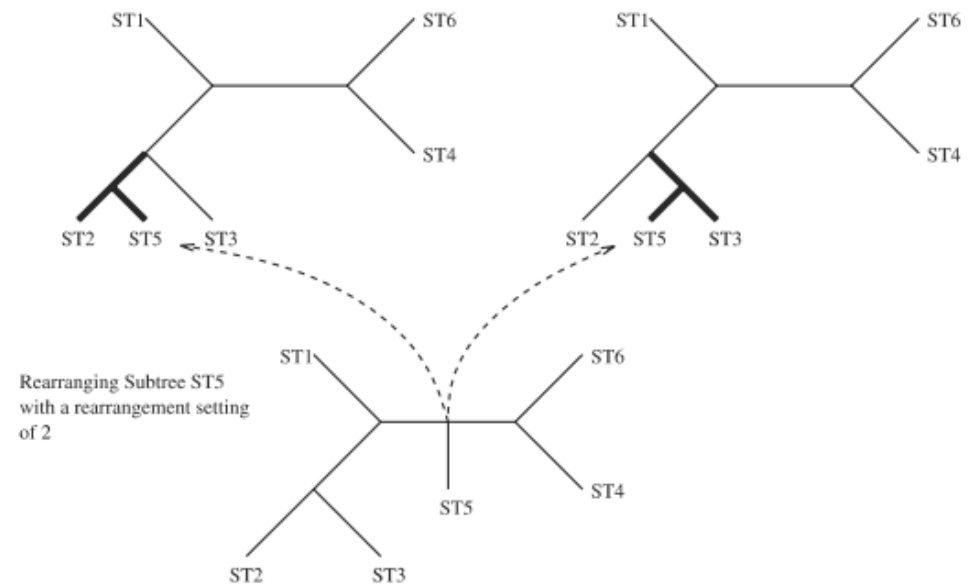 ST1
ST6
ST1
ST6
ST4
ST4
ST2
ST5
ST3
ST2
ST5
ST3
ST1
ST6
Rearranging Subtree ST5
with a rearrangement setting
of 2
ST4
ST5
ST2
ST3